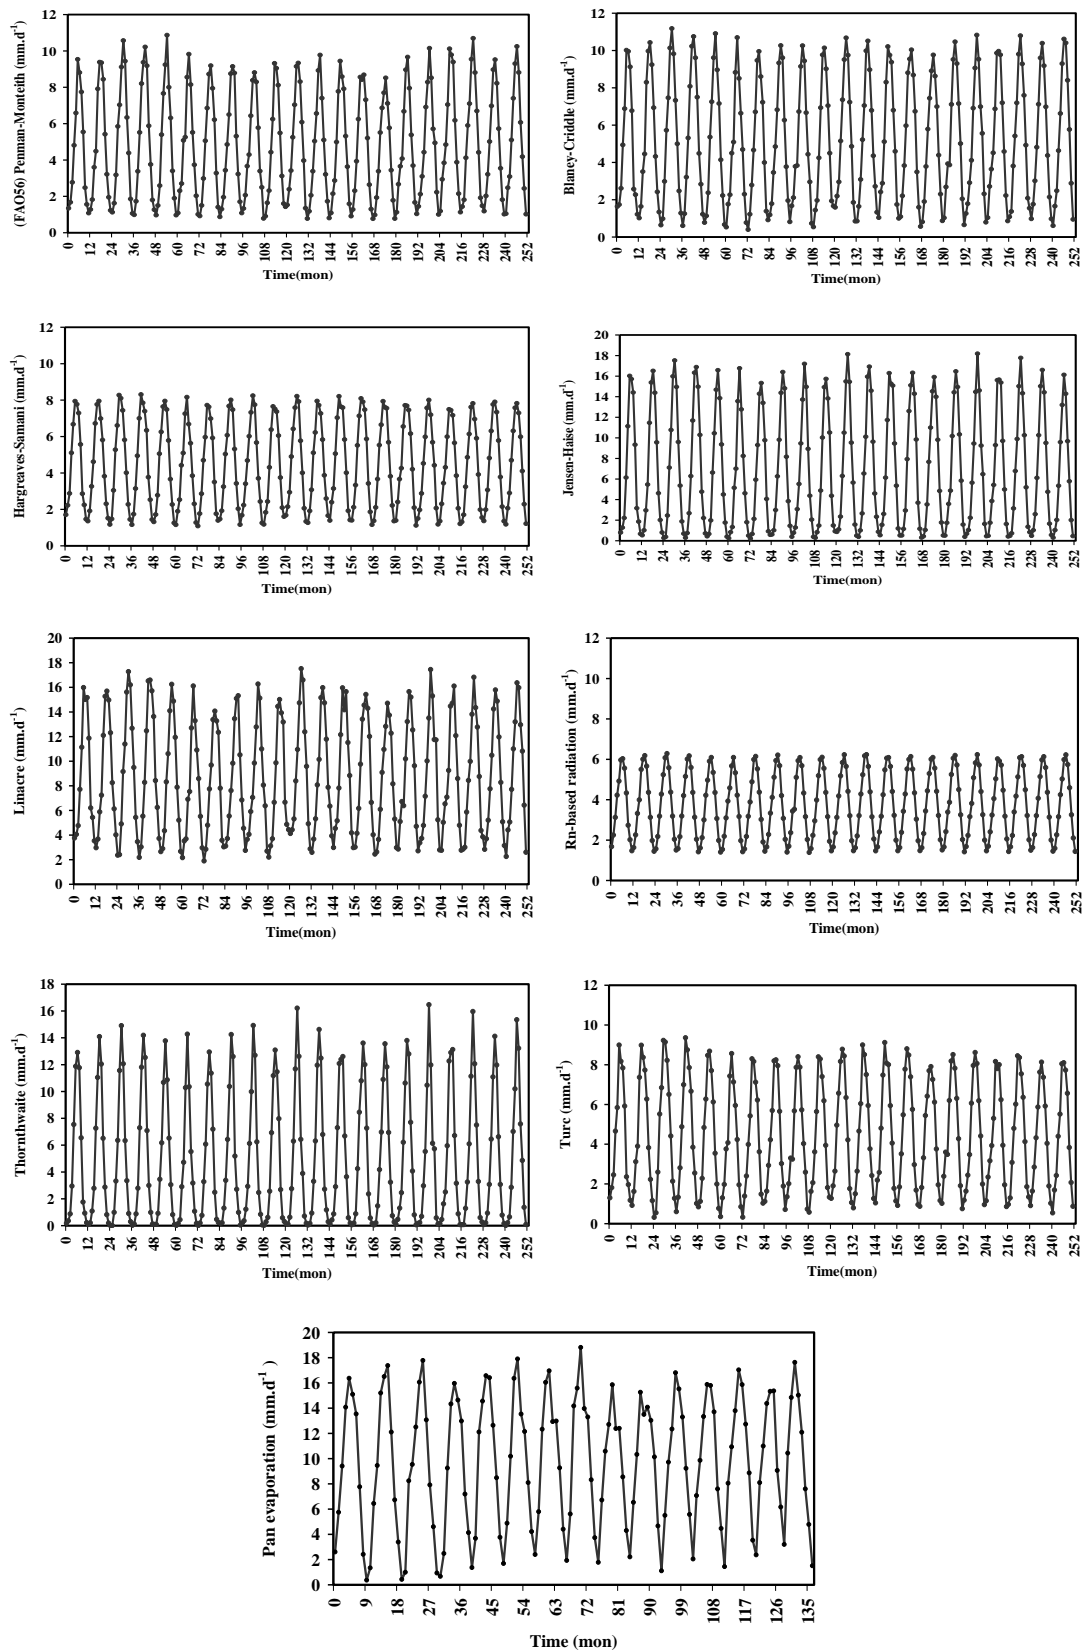 (FAO56) Penman-Monteith (mm.d-1)
12
10
8
6
4
2
0
0 12 24 36 48 60 72 84 96 108 120 132 144 156 168 180 192 204 216 228 240 252
Time(mon)
Blaney-Criddle (mm.d-1)
12
10
8
6
4
2
0
0 12 24 36 48 60 72 84 96 108 120 132 144 156 168 180 192 204 216 228 240 252
Time(mon)
Hargreaves-Samani (mm.d-1)
12
10
8
6
4
2
0
0 12 24 36 48 60 72 84 96 108 120 132 144 156 168 180 192 204 216 228 240 252
Time(mon)
Jensen-Haise (mm.d-1)
20
18
16
14
12
10
8
6
4
2
0
0 12 24 36 48 60 72 84 96 108 120 132 144 156 168 180 192 204 216 228 240 252
Time(mon)
Linacre (mm.d-1)
20
18
16
14
12
10
8
6
4
2
0
0 12 24 36 48 60 72 84 96 108 120 132 144 156 168 180 192 204 216 228 240 252
Time(mon)
Rn-based radiation (mm.d-1)
12
10
8
6
4
2
0
0 12 24 36 48 60 72 84 96 108 120 132 144 156 168 180 192 204 216 228 240 252
Time(mon)
Thornthwaite (mm.d-1)
18
16
14
12
10
8
6
4
2
0
0 12 24 36 48 60 72 84 96 108 120 132 144 156 168 180 192 204 216 228 240 252
Time(mon)
Turc (mm.d-1)
12
10
8
6
4
2
0
0 12 24 36 48 60 72 84 96 108 120 132 144 156 168 180 192 204 216 228 240 252
Time(mon)
Pan evaporation (mm.d-1 )
20
18
16
14
12
10
8
6
4
2
0
0 9 18 27 36 45 54 63 72 81 90 99 108 117 126 135
Time (mon)